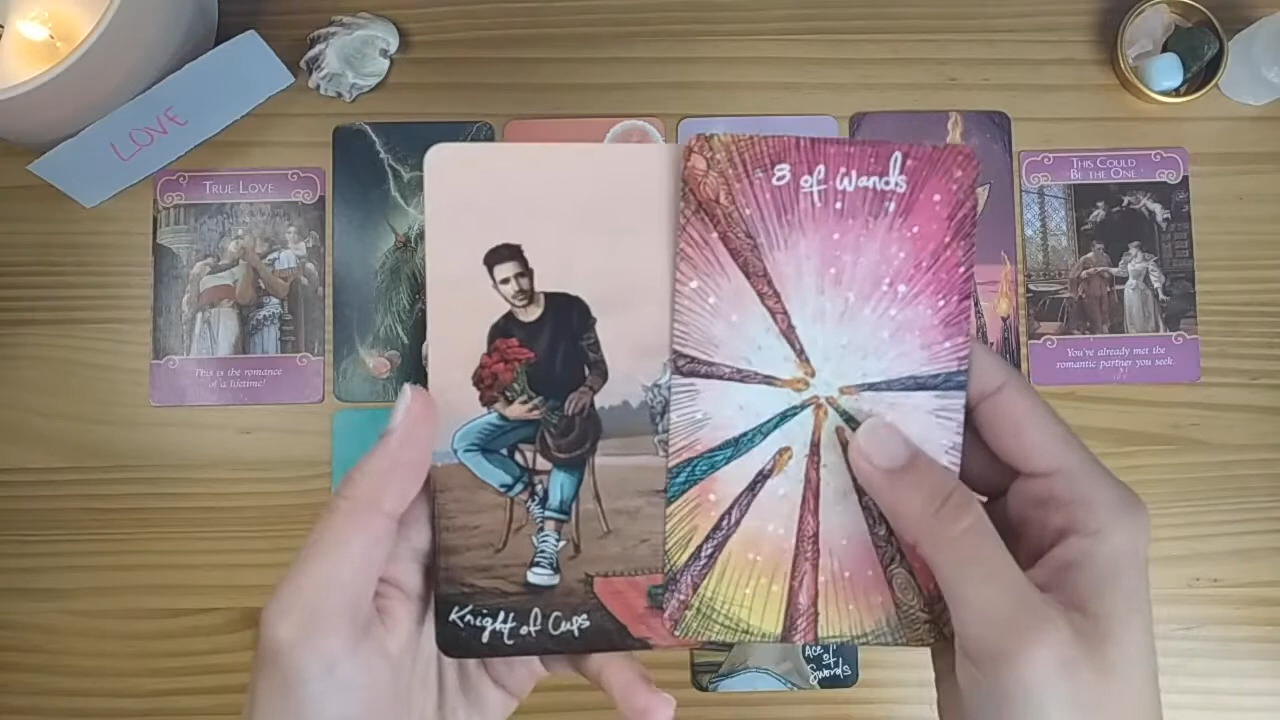 LOVE
TRUE LOVE
This is the romance
of a lifetime!
Knight of Cups
8 of Wands
Ace
of
Swords
THIS COULD
BE THE ONE
You've already met the
romantic partner you seek.